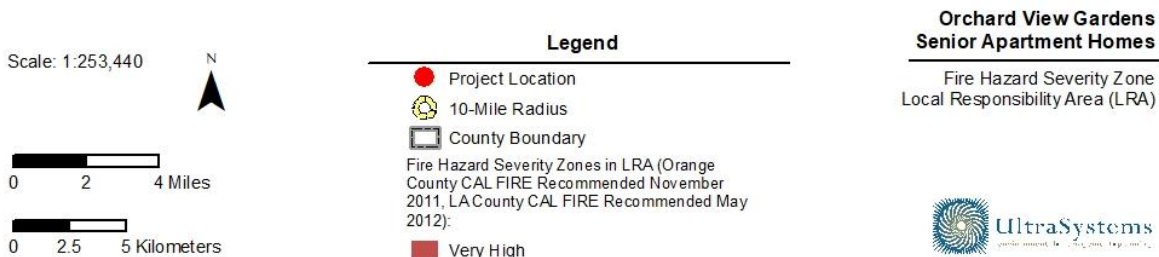 Scale: 1:253,440
N
0 2 4 Miles
0 2.5 5 Kilometers
Legend
Project Location
10-Mile Radius
County Boundary
Fire Hazard Severity Zones in LRA (Orange
County CAL FIRE Recommended November
2011, LA County CAL FIRE Recommended May
2012):
Very High
Orchard View Gardens
Senior Apartment Homes
Fire Hazard Severity Zone
Local Responsibility Area (LRA)
UltraSystems